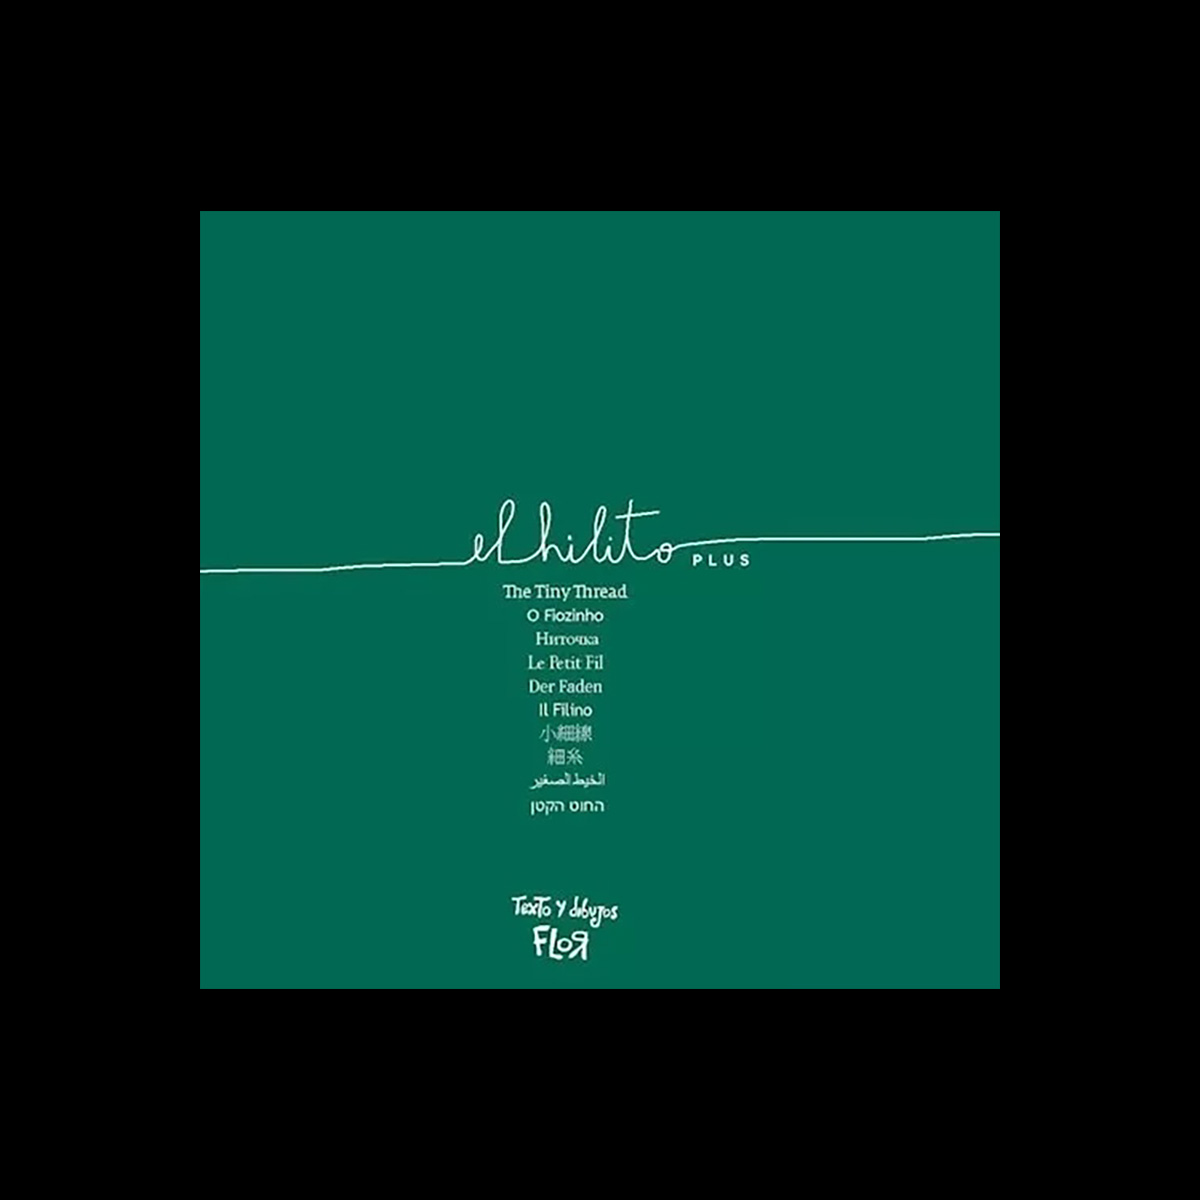 el hilito PLUS
The Tiny Thread
O Fiozinho
Ниточка
Le Petit Fil
Der Faden
Il Filino
小細線
細糸
الخيط الصغير
החוט הקטן
Texto y dibujos
FLOR